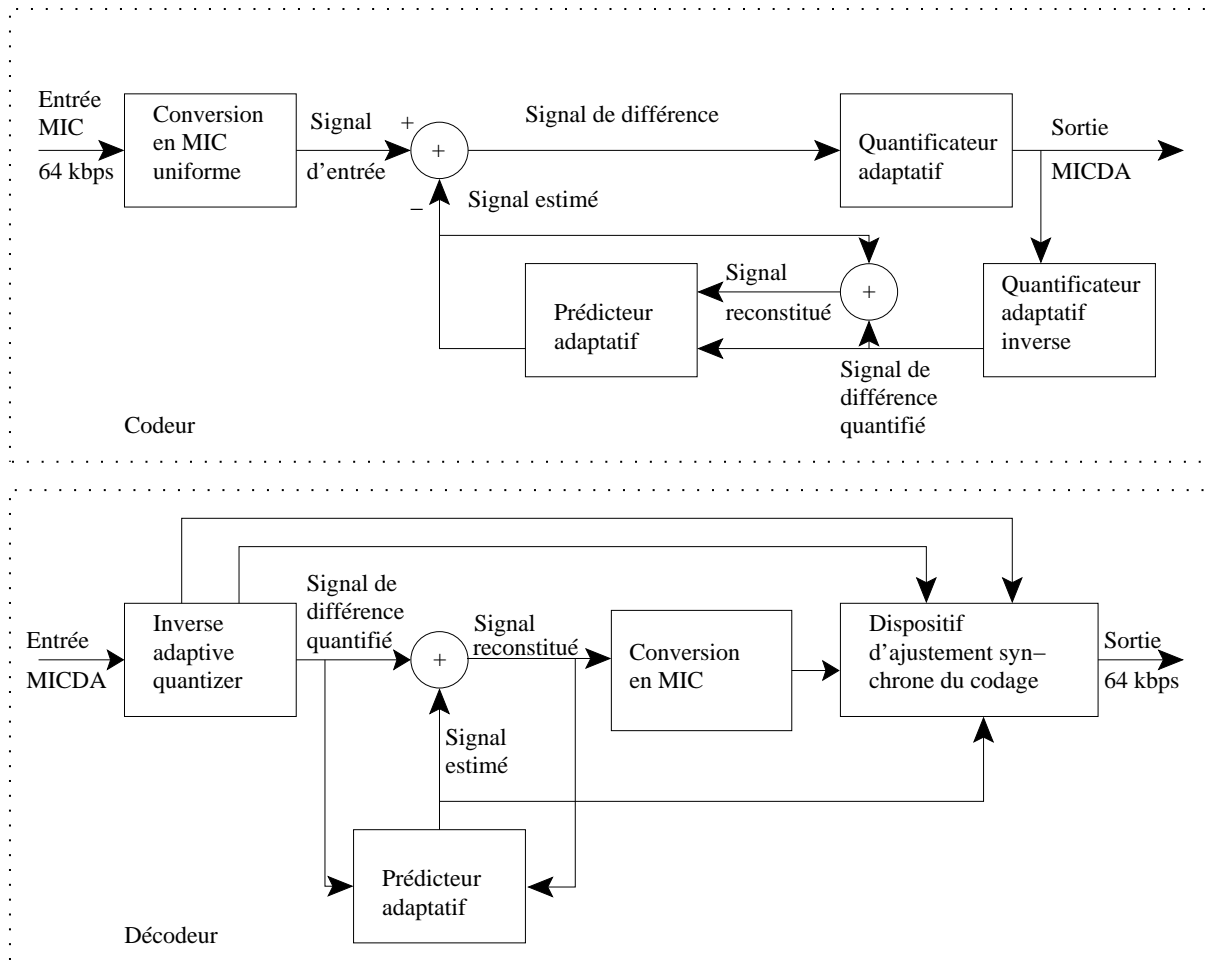 Entrée
MIC
64 kbps
Conversion
en MIC
uniforme
Signal
d’entrée
+
+
−
Signal de différence
Signal estimé
Quantificateur
adaptatif
Sortie
MICDA
Prédicteur
adaptatif
Signal
reconstitué
+
Quantificateur
adaptatif
inverse
Signal de
différence
quantifié
Codeur
Entrée
MICDA
Inverse
adaptive
quantizer
Signal de
différence
quantifié
+
Signal
reconstitué
Signal
estimé
Conversion
en MIC
Dispositif
d’ajustement syn−
chrone du codage
Sortie
64 kbps
Prédicteur
adaptatif
Décodeur